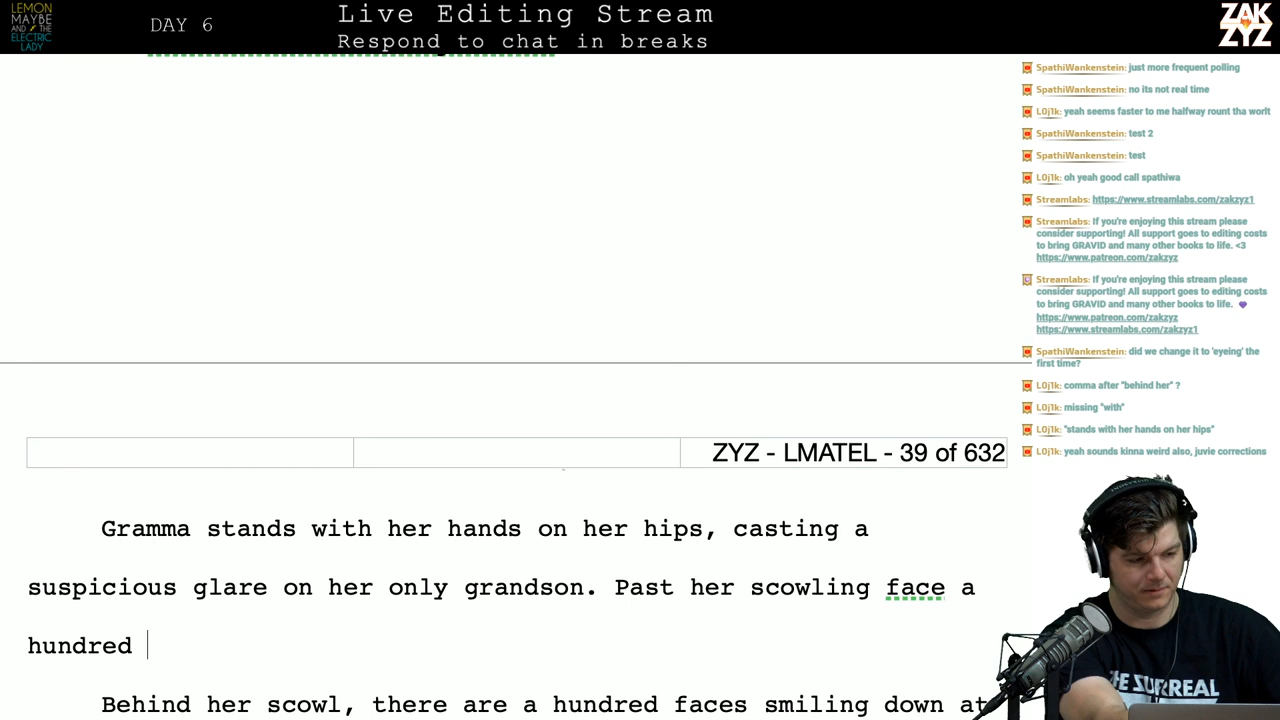 LEMON
MAYBE
AND THE
ELECTRIC
LADY
DAY 6
Live Editing Stream
Respond to chat in breaks
ZAK
ZYZ
SpathiWankenstein: just more frequent polling
SpathiWankenstein: no its not real time
L0j1k: yeah seems faster to me halfway rount tha worlt
SpathiWankenstein: test 2
SpathiWankenstein: test
L0j1k: oh yeah good call spathiwa
Streamlabs: https://www.streamlabs.com/zakzyz1
Streamlabs: If you're enjoying this stream please
consider supporting! All support goes to editing costs
to bring GRAVID and many other books to life. <3
https://www.patreon.com/zakzyz
Streamlabs: If you're enjoying this stream please
consider supporting! All support goes to editing costs
to bring GRAVID and many other books to life. 💜
https://www.patreon.com/zakzyz
https://www.streamlabs.com/zakzyz1
SpathiWankenstein: did we change it to 'eyeing' the
first time?
L0j1k: comma after "behind her" ?
L0j1k: missing "with"
L0j1k: "stands with her hands on her hips"
L0j1k: yeah sounds kinna weird also, juvie corrections
ZYZ - LMATEL - 39 of 632
Gramma stands with her hands on her hips, casting a
suspicious glare on her only grandson. Past her scowling face a
hundred
Behind her scowl, there are a hundred faces smiling down at
THE SURREAL